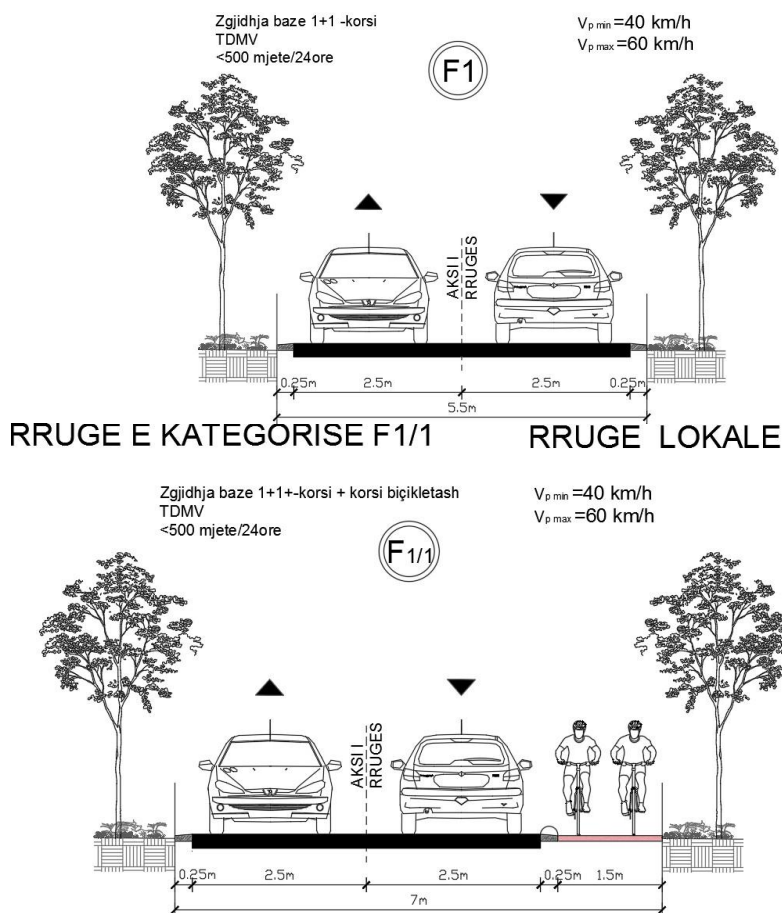 Zgjidhja baze 1+1 -korsi
TDMV
<500 mjete/24ore
F1
Vp min =40 km/h
Vp max =60 km/h
AKSI I
RRUGES
0.25m 2.5m 2.5m 0.25m
5.5m
RRUGE E KATEGORISE F1/1 RRUGE LOKALE
Zgjidhja baze 1+1+-korsi + korsi biçikletash
TDMV
<500 mjete/24ore
F1/1
Vp min =40 km/h
Vp max =60 km/h
AKSI I
RRUGES
0.25m 2.5m 2.5m 0.25m 1.5m
7m